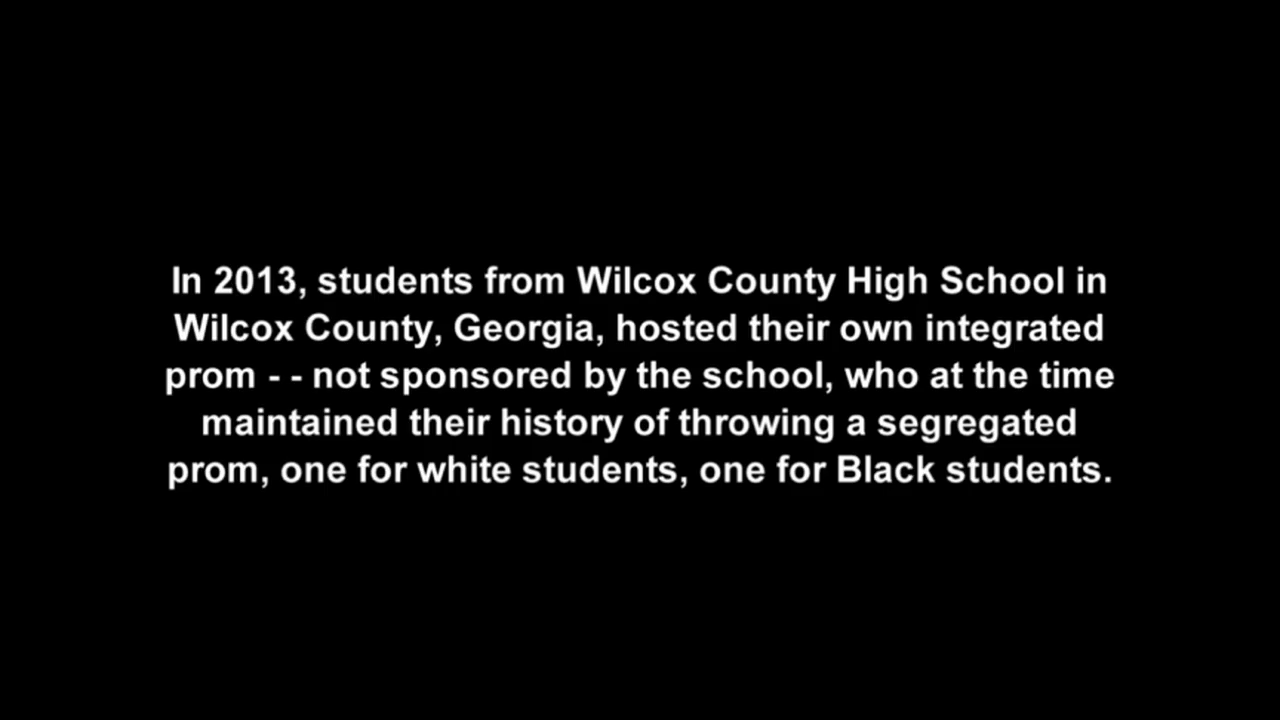 In 2013, students from Wilcox County High School in
Wilcox County, Georgia, hosted their own integrated
prom - - not sponsored by the school, who at the time
maintained their history of throwing a segregated
prom, one for white students, one for Black students.